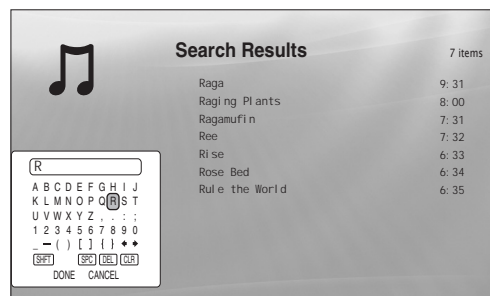 Search Results 7 items
Raga 9:31
Raging Plants 8:00
Ragamufin 7:31
Ree 7:32
Rise 6:33
Rose Bed 6:34
Rule the World 6:35
R
A B C D E F G H I J
K L M N O P Q R S T
U V W X Y Z , . : ;
1 2 3 4 5 6 7 8 9 0
_ – ( ) [ ] { }
SHFT SPC DEL CLR
DONE CANCEL